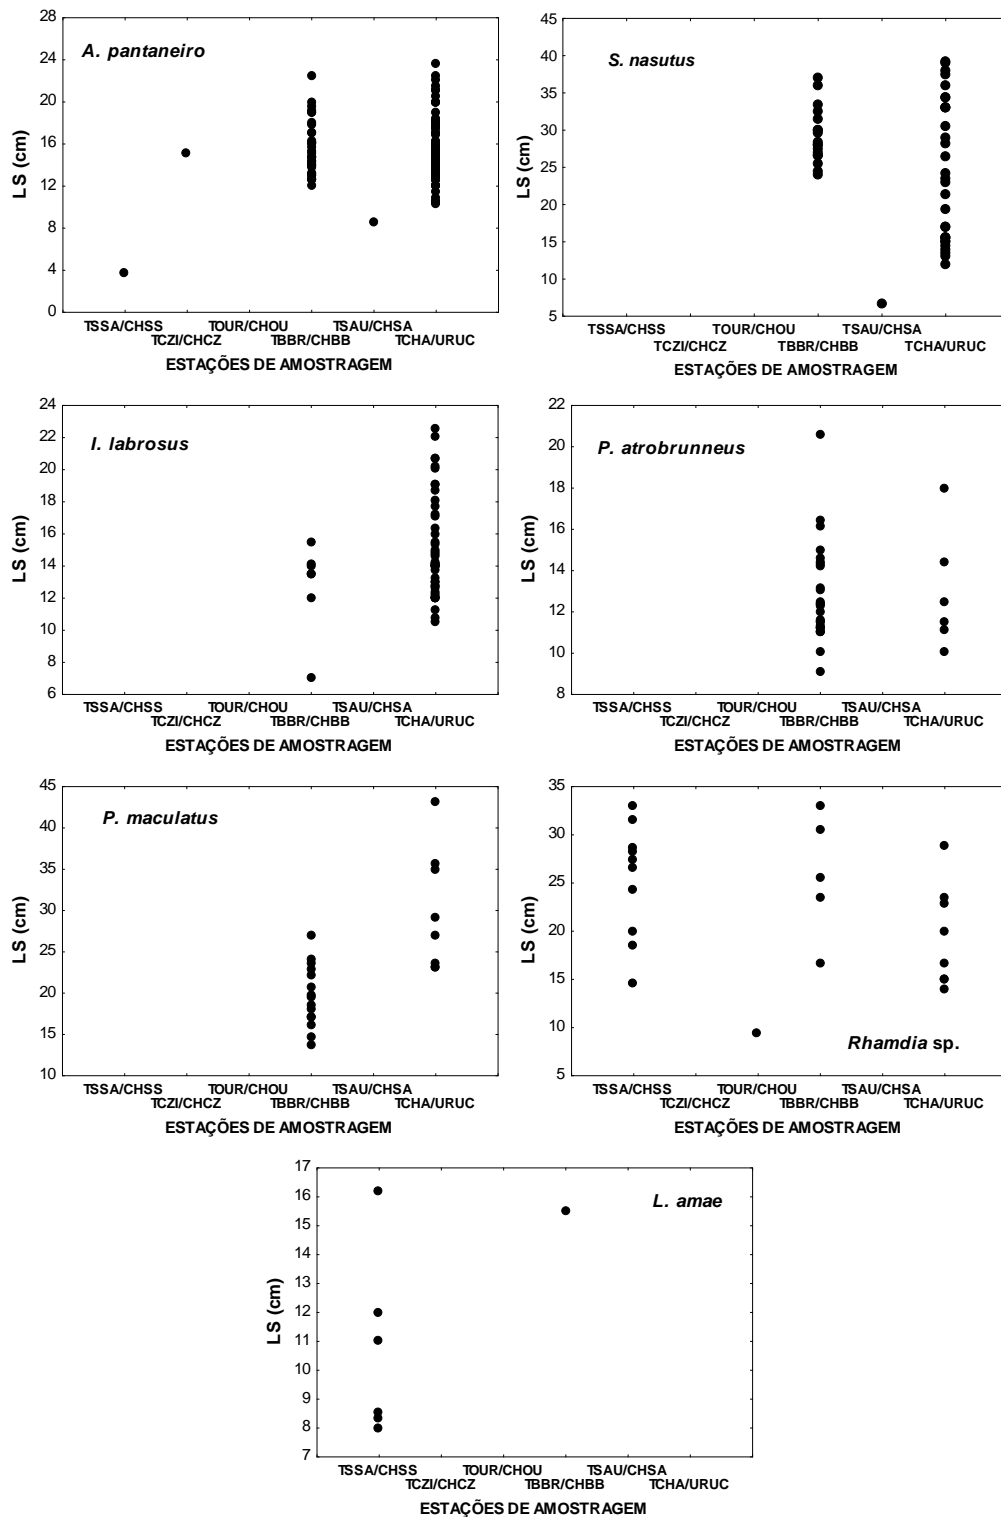 A. pantaneiro
LS (cm)
28
24
20
16
12
8
4
0
TSSA/CHSS
TCZI/CHCZ
TOUR/CHOU
TBBR/CHBB
TSAU/CHSA
TCHA/URUC
ESTAÇÕES DE AMOSTRAGEM
S. nasutus
LS (cm)
45
40
35
30
25
20
15
10
5
TSSA/CHSS
TCZI/CHCZ
TOUR/CHOU
TBBR/CHBB
TSAU/CHSA
TCHA/URUC
ESTAÇÕES DE AMOSTRAGEM
I. labrosus
LS (cm)
24
22
20
18
16
14
12
10
8
6
TSSA/CHSS
TCZI/CHCZ
TOUR/CHOU
TBBR/CHBB
TSAU/CHSA
TCHA/URUC
ESTAÇÕES DE AMOSTRAGEM
P. atrobrunneus
LS (cm)
22
20
18
16
14
12
10
8
TSSA/CHSS
TCZI/CHCZ
TOUR/CHOU
TBBR/CHBB
TSAU/CHSA
TCHA/URUC
ESTAÇÕES DE AMOSTRAGEM
P. maculatus
LS (cm)
45
40
35
30
25
20
15
10
TSSA/CHSS
TCZI/CHCZ
TOUR/CHOU
TBBR/CHBB
TSAU/CHSA
TCHA/URUC
ESTAÇÕES DE AMOSTRAGEM
Rhamdia sp.
LS (cm)
35
30
25
20
15
10
5
TSSA/CHSS
TCZI/CHCZ
TOUR/CHOU
TBBR/CHBB
TSAU/CHSA
TCHA/URUC
ESTAÇÕES DE AMOSTRAGEM
L. amae
LS (cm)
17
16
15
14
13
12
11
10
9
8
7
TSSA/CHSS
TCZI/CHCZ
TOUR/CHOU
TBBR/CHBB
TSAU/CHSA
TCHA/URUC
ESTAÇÕES DE AMOSTRAGEM